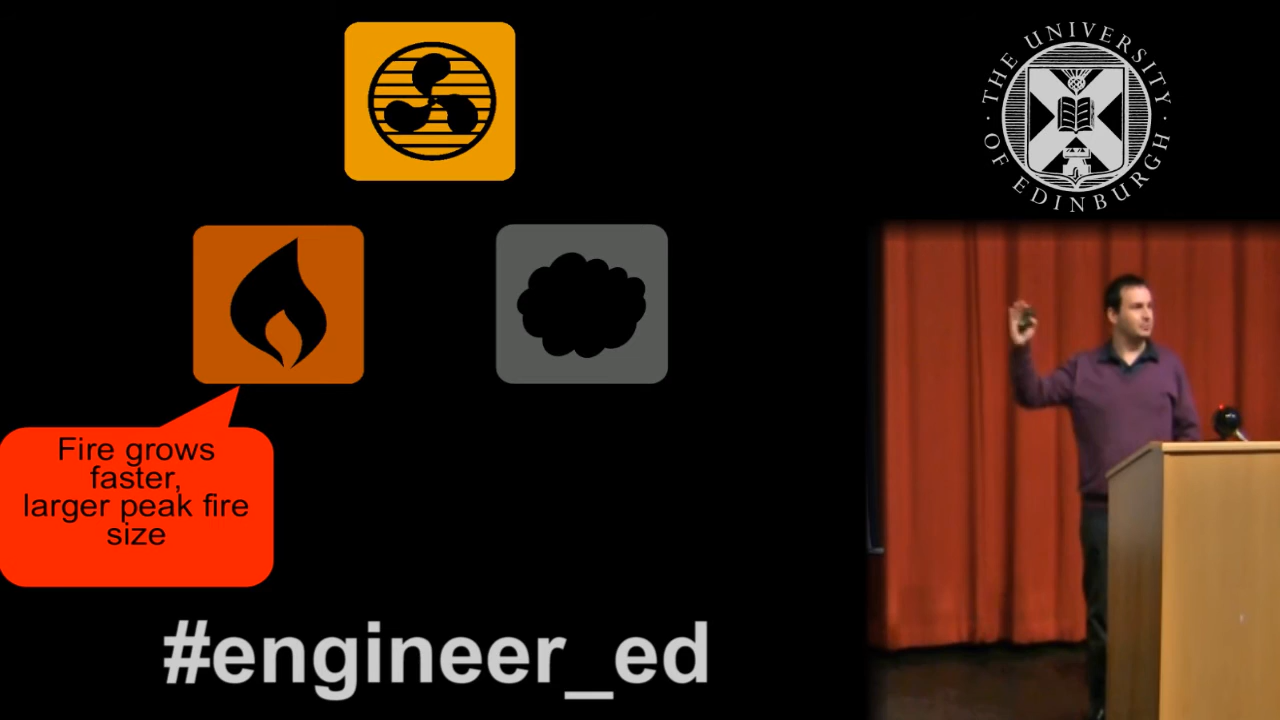 THE UNIVERSITY OF EDINBURGH
Fire grows
faster,
larger peak fire
size
#engineer_ed